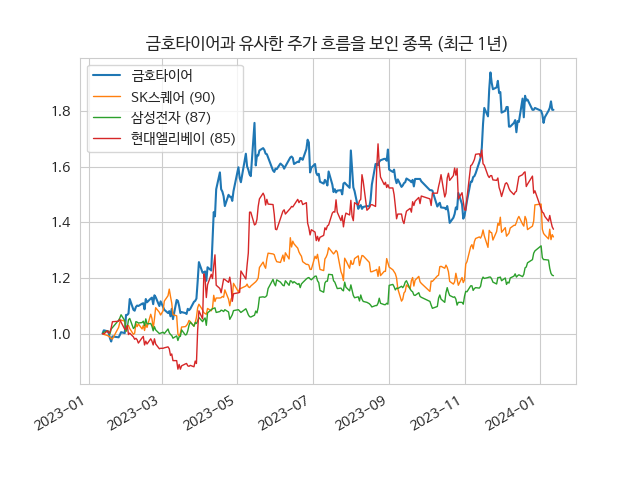 금호타이어과 유사한 주가 흐름을 보인 종목 (최근 1년)
금호타이어
SK스퀘어 (90)
삼성전자 (87)
현대엘리베이 (85)
1.8
1.6
1.4
1.2
1.0
2023-01
2023-03
2023-05
2023-07
2023-09
2023-11
2024-01